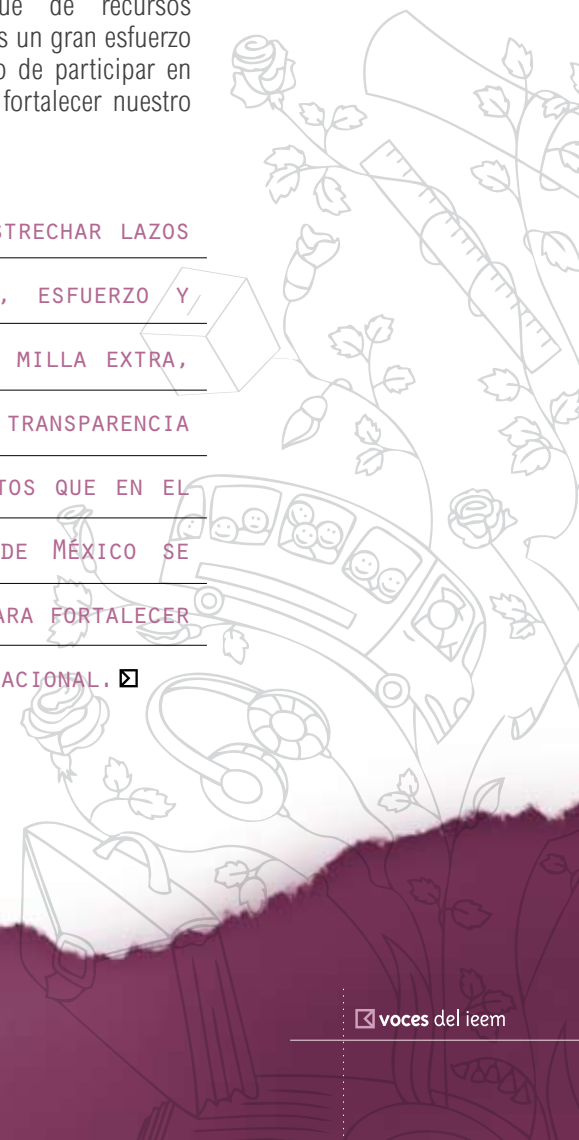 ue de recursos
s un gran esfuerzo
o de participar en
fortalecer nuestro
STRECHAR LAZOS
, ESFUERZO Y
MILLA EXTRA,
TRANSPARENCIA
TOS QUE EN EL
DE MÉXICO SE
ARA FORTALECER
ACIONAL.
voces del ieem